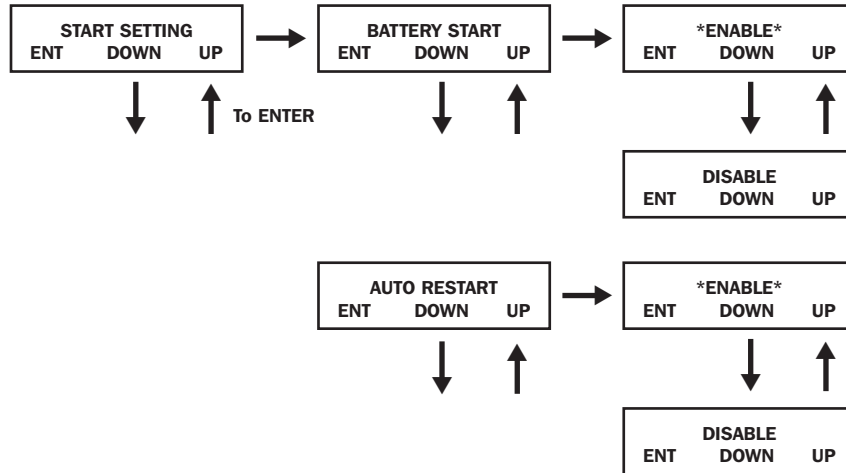 START SETTING
ENT DOWN UP
BATTERY START
ENT DOWN UP
*ENABLE*
ENT DOWN UP
To ENTER
DISABLE
ENT DOWN UP
AUTO RESTART
ENT DOWN UP
*ENABLE*
ENT DOWN UP
DISABLE
ENT DOWN UP